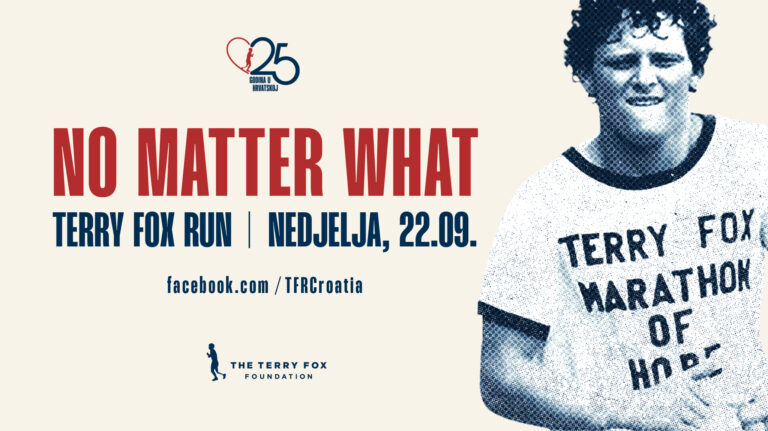 25
GODINA U
HRVATSKOJ
NO MATTER WHAT
TERRY FOX RUN | NEDJELJA, 22.09.
facebook.com /TFRCroatia
THE TERRY FOX
FOUNDATION
TERRY FOX
MARATHON
OF
HOPE